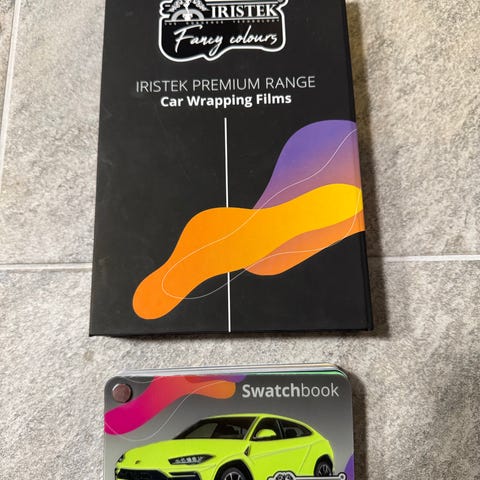 IRISTEK
Fancy colours
IRISTEK PREMIUM RANGE
Car Wrapping Films
Swatchbook